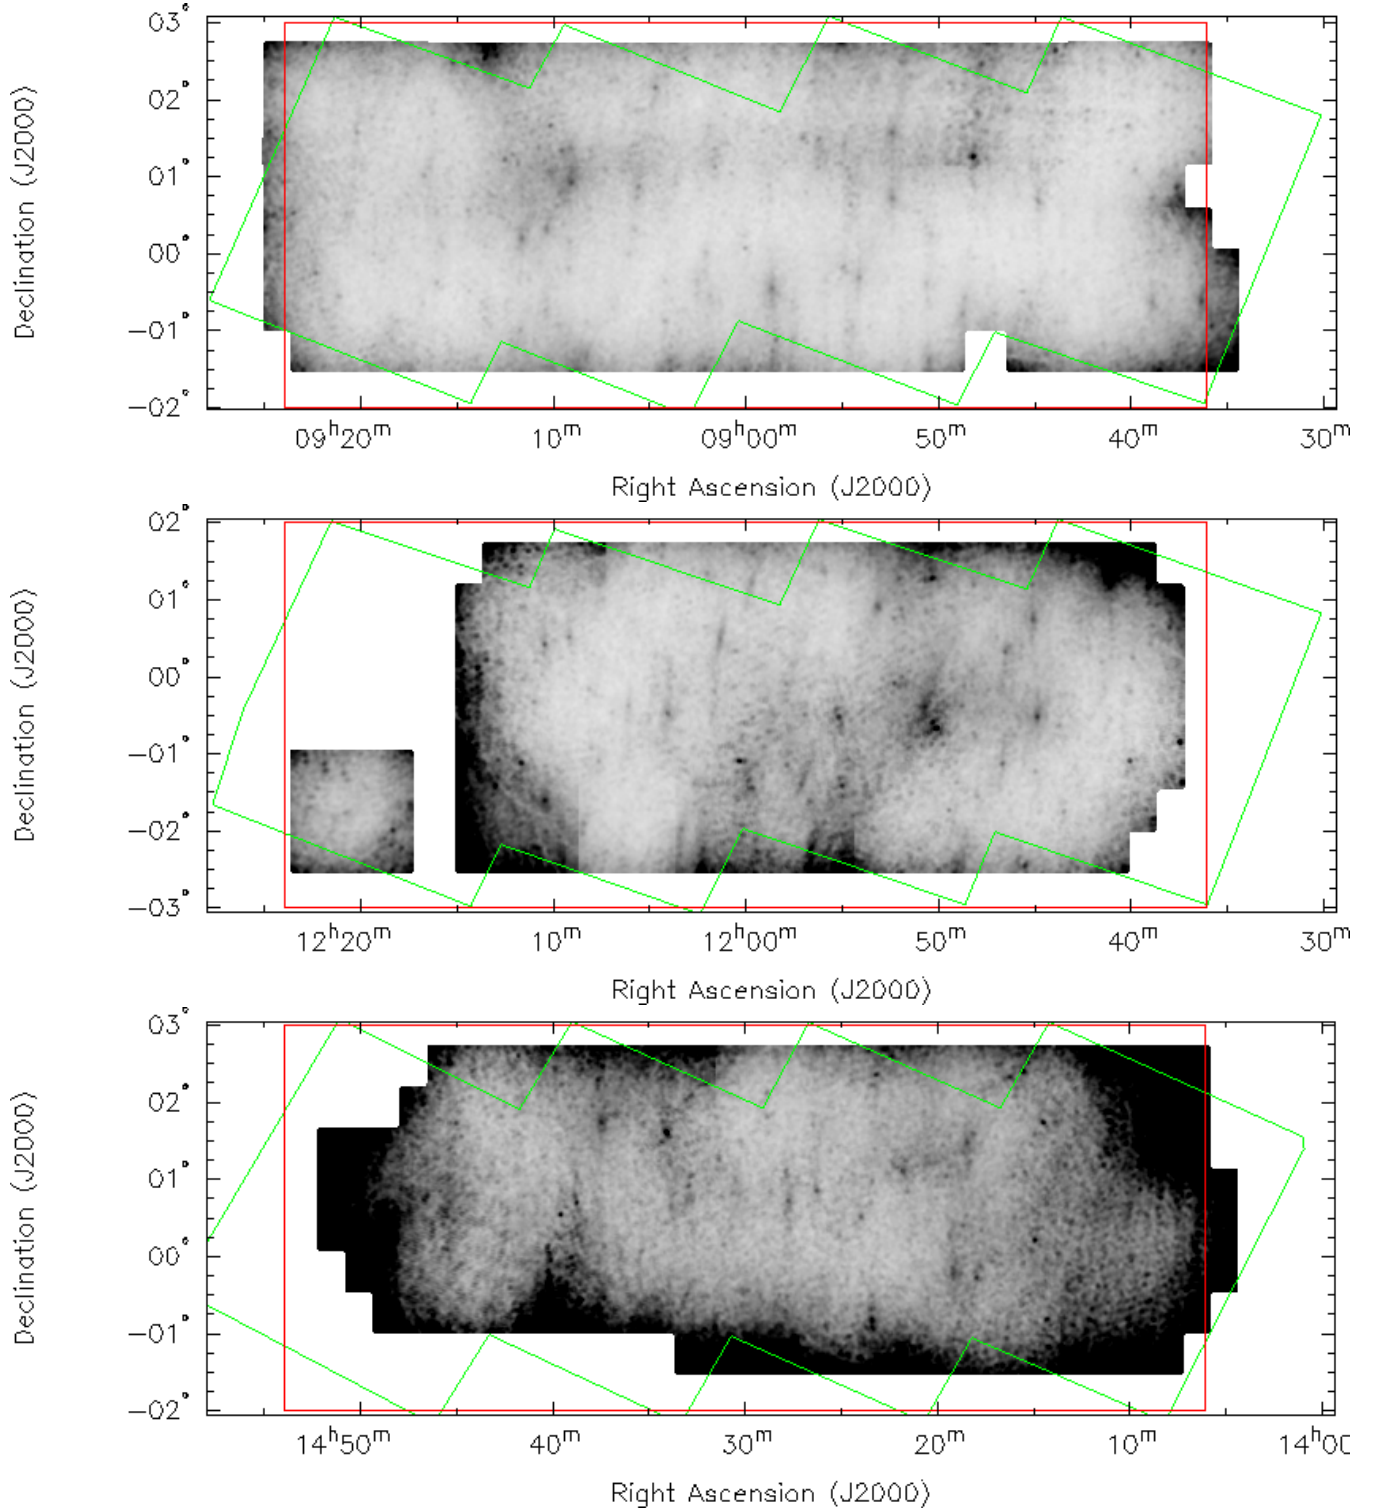 03°
02°
01°
00°
−01°
−02°
Declination (J2000)
09ʰ20ᵐ 10ᵐ 09ʰ00ᵐ 50ᵐ 40ᵐ 30ᵐ
Right Ascension (J2000)
02°
01°
00°
−01°
−02°
−03°
Declination (J2000)
12ʰ20ᵐ 10ᵐ 12ʰ00ᵐ 50ᵐ 40ᵐ 30ᵐ
Right Ascension (J2000)
03°
02°
01°
00°
−01°
−02°
Declination (J2000)
14ʰ50ᵐ 40ᵐ 30ᵐ 20ᵐ 10ᵐ 14ʰ00
Right Ascension (J2000)